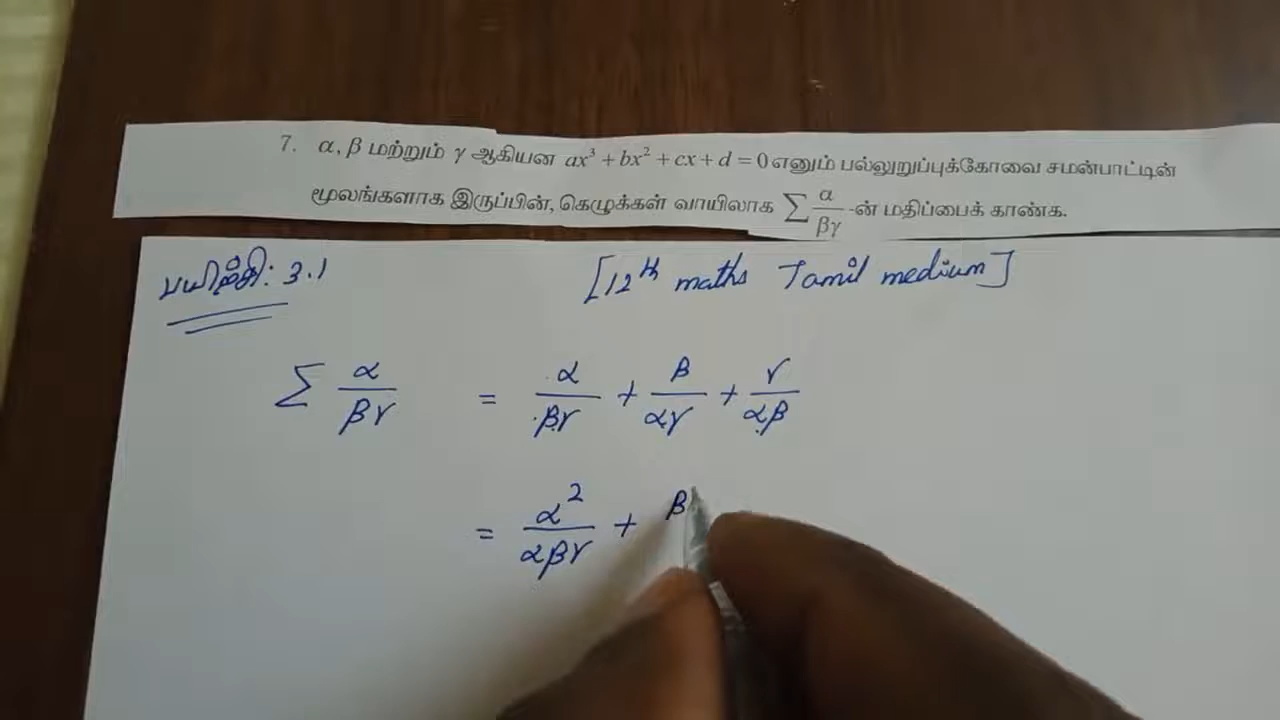 7. α, β மற்றும் γ ஆகியன ax³ + bx² + cx + d = 0 எனும் பல்லுறுப்புக்கோவை சமன்பாட்டின்
மூலங்களாக இருப்பின், கெழுக்கள் வாயிலாக ∑ α/βγ -ன் மதிப்பைக் காண்க.
பயிற்சி: 3.1 [12th maths Tamil medium]
∑ α/βγ = α/βγ + β/αγ + γ/αβ
= α²/αβγ + β